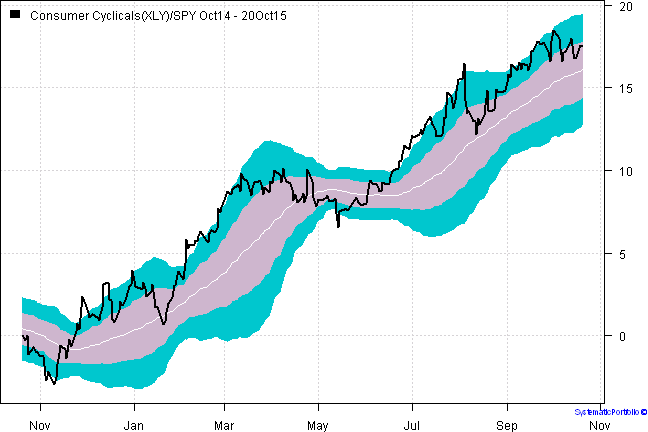 Consumer Cyclicals(XLY)/SPY Oct14 - 20Oct15
20
15
10
5
0
Nov
Jan
Mar
May
Jul
Sep
Nov
SystematicPortfolio ©